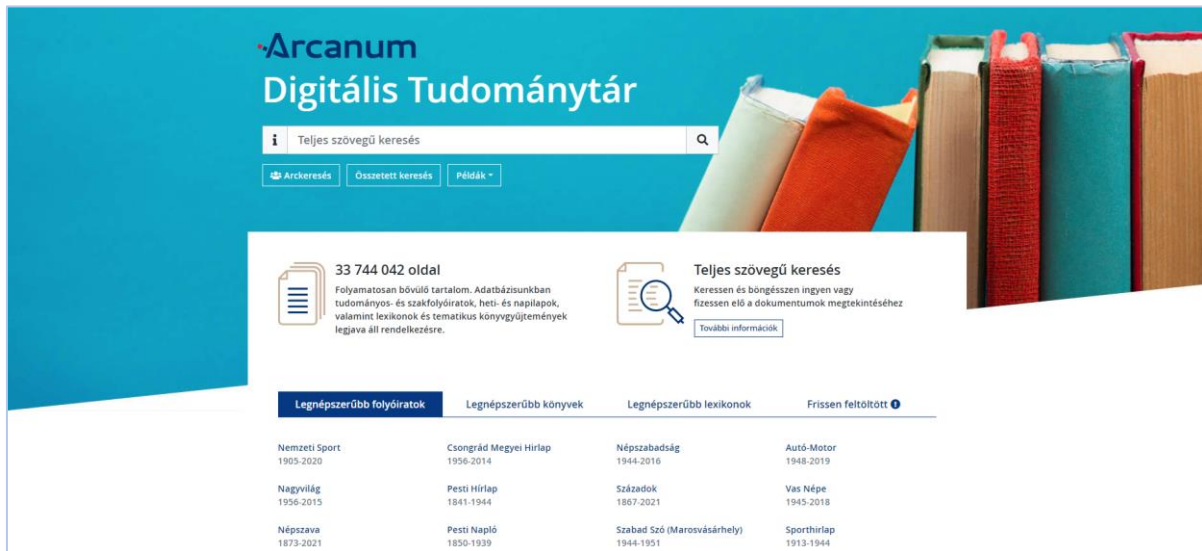 Arcanum
Digitális Tudománytár
Teljes szövegű keresés
Arckeresés
Összetett keresés
Példák
33 744 042 oldal
Folyamatosan bővülő tartalom. Adatbázisunkban
tudományos- és szakfolyóiratok, heti- és napilapok,
valamint lexikonok és tematikus könyvgyűjtemények
legjava áll rendelkezésre.
Teljes szövegű keresés
Keressen és böngésszen ingyen vagy
fizessen elő a dokumentumok megtekintéséhez
További információk
Legnépszerűbb folyóiratok
Legnépszerűbb könyvek
Legnépszerűbb lexikonok
Frissen feltöltött
Nemzeti Sport
1905-2020
Csongrád Megyei Hirlap
1956-2014
Népszabadság
1944-2016
Autó-Motor
1948-2019
Nagyvilág
1956-2015
Pesti Hírlap
1841-1944
Századok
1867-2021
Vas Népe
1945-2018
Népszava
1873-2021
Pesti Napló
1850-1939
Szabad Szó (Marosvásárhely)
1944-1951
Sporthirlap
1913-1944